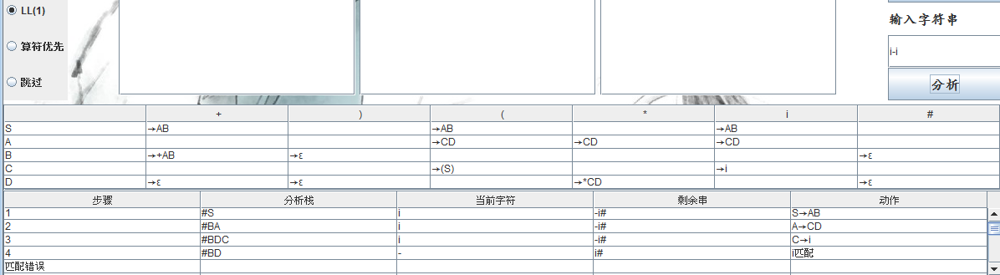 LL(1)
输入字符串
算符优先
i-i
跳过
分析
+ ) ( * i #
S →AB →AB →AB
A →CD →CD →CD
B →+AB →ε →ε
C →(S) →i
D →ε →ε →*CD →ε
步骤 分析栈 当前字符 剩余串 动作
1 #S i -i# S→AB
2 #BA i -i# A→CD
3 #BDC i -i# C→i
4 #BD - i# i匹配
匹配错误